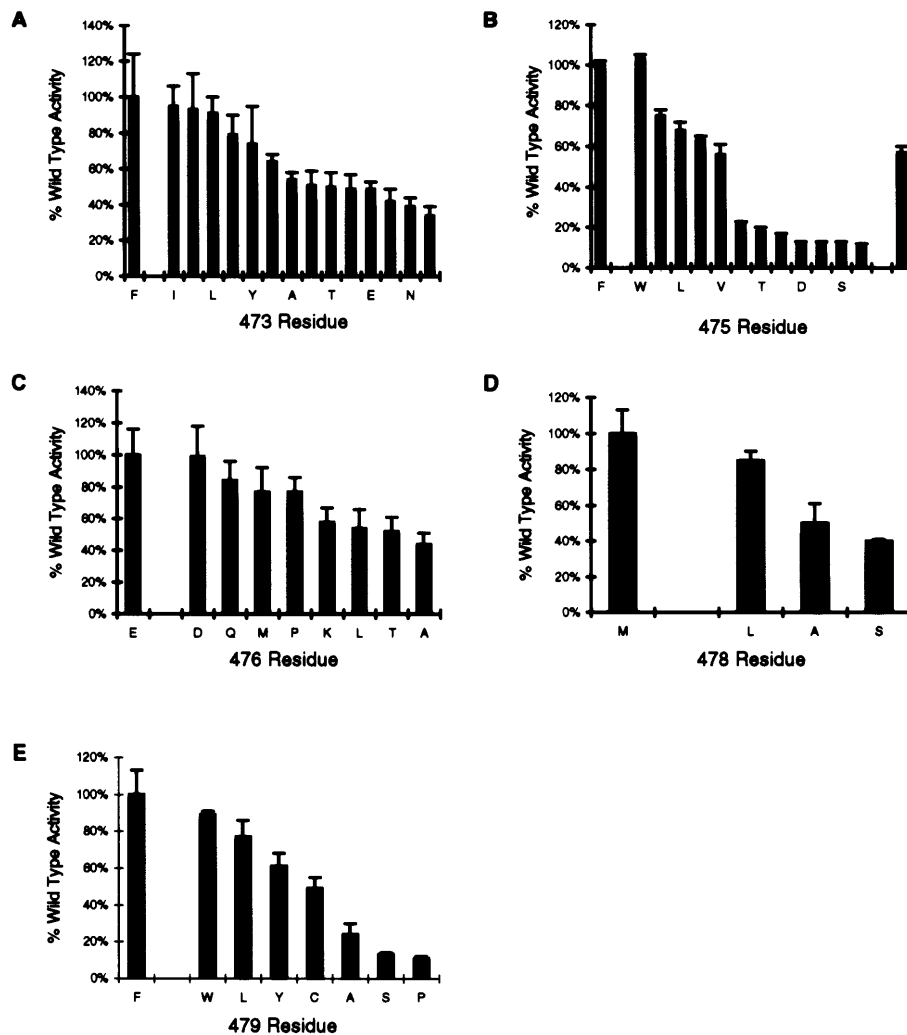 A
% Wild Type Activity
140%
120%
100%
80%
60%
40%
20%
0%
F I L Y A T E N
473 Residue
B
% Wild Type Activity
120%
100%
80%
60%
40%
20%
0%
F W L V T D S
475 Residue
C
% Wild Type Activity
140%
120%
100%
80%
60%
40%
20%
0%
E D Q M P K L T A
476 Residue
D
% Wild Type Activity
120%
100%
80%
60%
40%
20%
0%
M L A S
478 Residue
E
% Wild Type Activity
120%
100%
80%
60%
40%
20%
0%
F W L Y C A S P
479 Residue